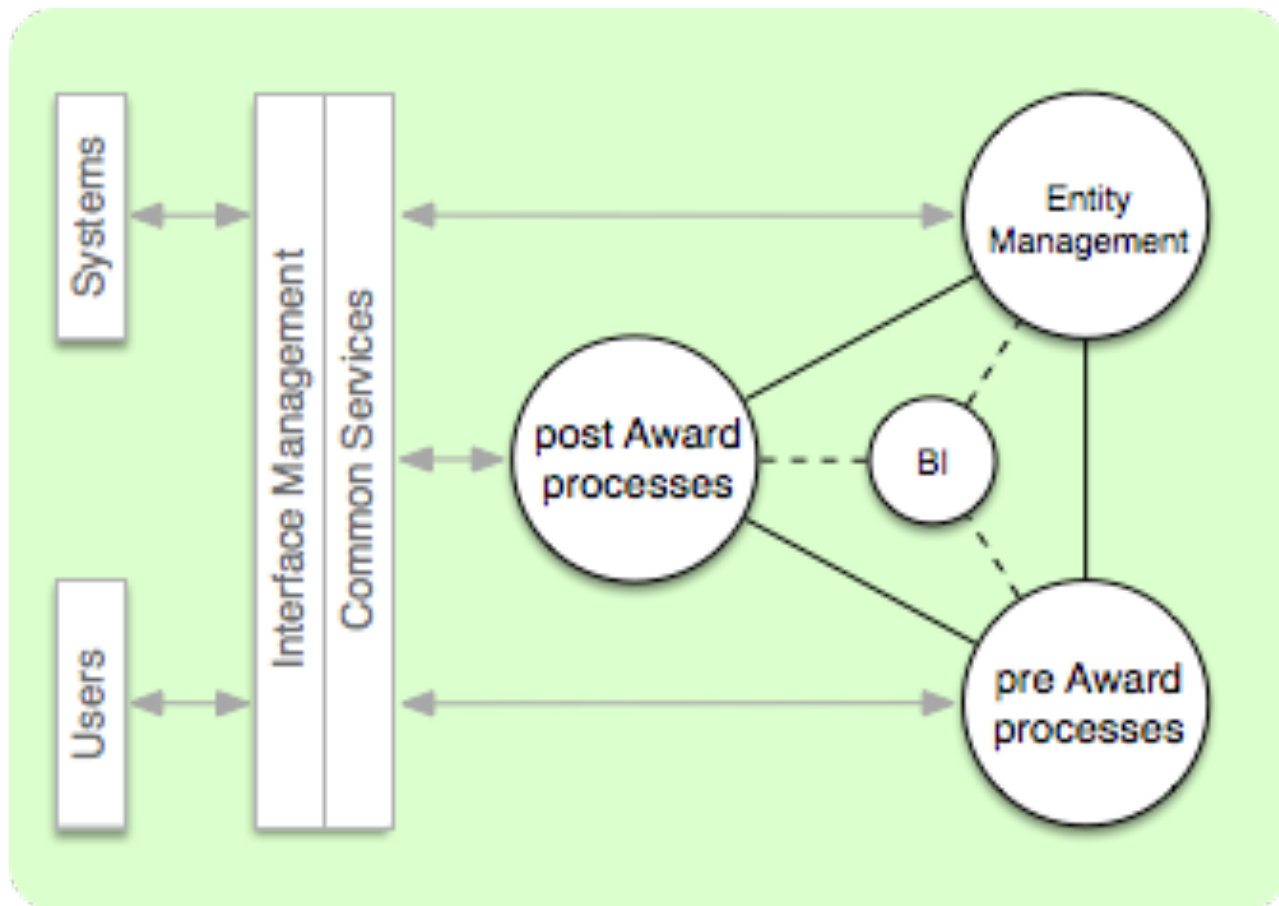 Systems
Users
Interface Management
Common Services
Entity
Management
post Award
processes
BI
pre Award
processes